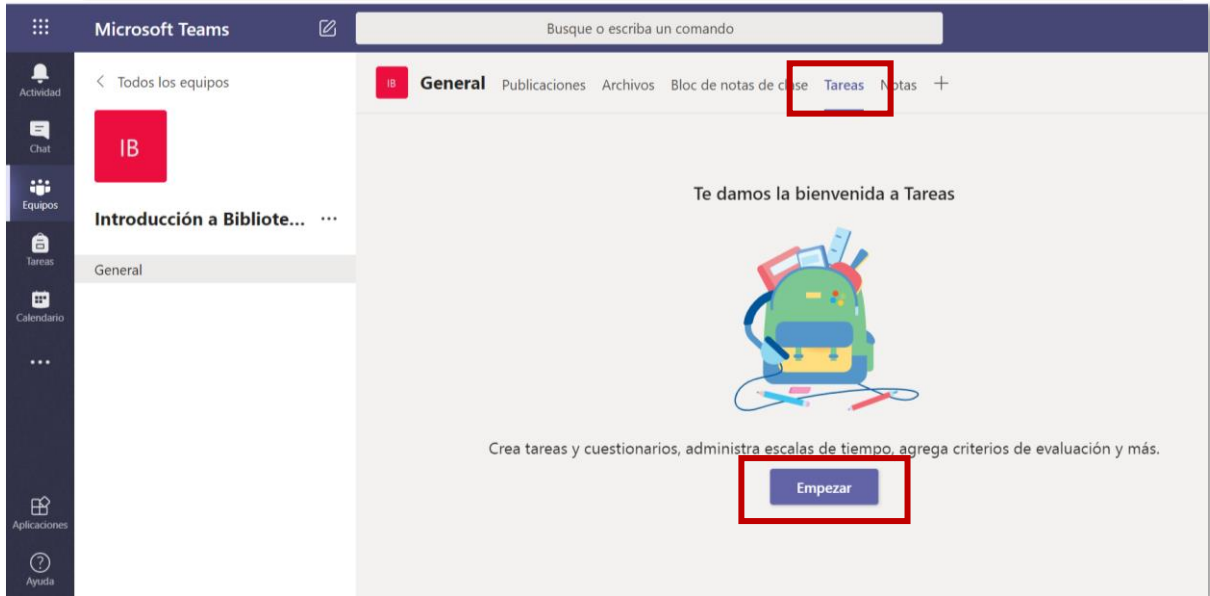 Microsoft Teams
Busque o escriba un comando
Actividad
Chat
Equipos
Tareas
Calendario
Aplicaciones
Ayuda
Todos los equipos
IB
Introducción a Bibliote...
General
IB
General Publicaciones Archivos Bloc de notas de clase Tareas Notas
Te damos la bienvenida a Tareas
Crea tareas y cuestionarios, administra escalas de tiempo, agrega criterios de evaluación y más.
Empezar